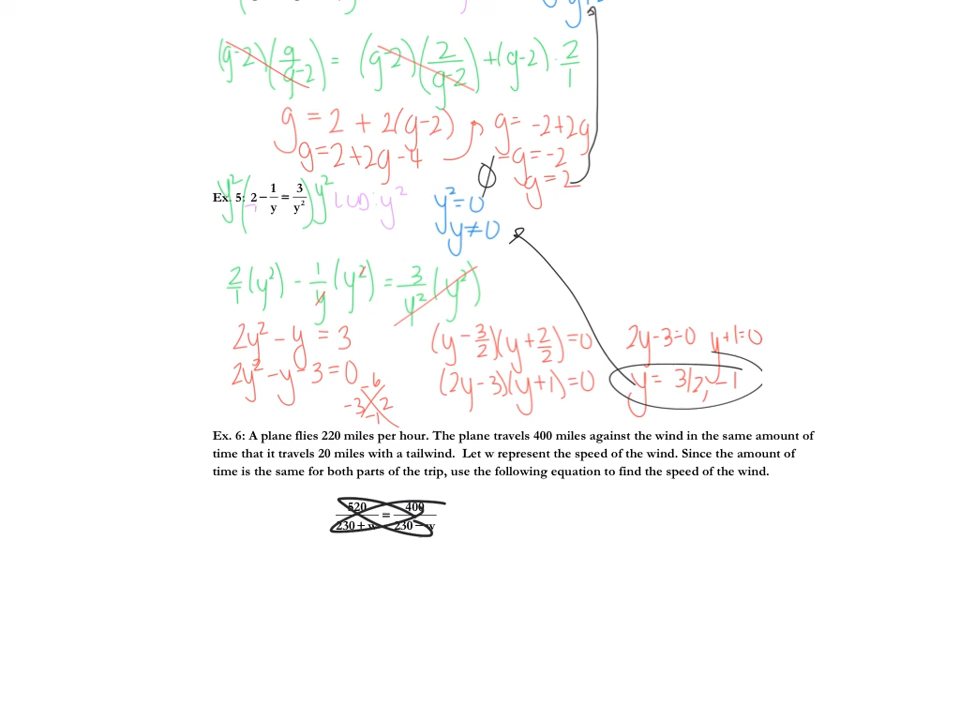 (g-2)(g/g-2) = (g-2)(2/g-2) + (g-2) · 2/1
g = 2 + 2(g-2)
g = -2+2g
g = 2+2g-4
-g = -2
Ø
g = 2
y² ( ) y²
Ex. 5: 2 − 1/y = 3/y²
LCD: y²
y² = 0
y ≠ 0
2/1 (y²) - 1/y (y²) = 3/y² (y²)
2y² - y = 3
(y - 3/2)(y + 2/2) = 0
2y-3=0 y+1=0
2y² - y - 3 = 0
(2y-3)(y+1) = 0
y = 3/2, -1
-6
-3 2
-1
Ex. 6: A plane flies 220 miles per hour. The plane travels 400 miles against the wind in the same amount of
time that it travels 20 miles with a tailwind. Let w represent the speed of the wind. Since the amount of
time is the same for both parts of the trip, use the following equation to find the speed of the wind.
520/230 + w = 400/230 − w